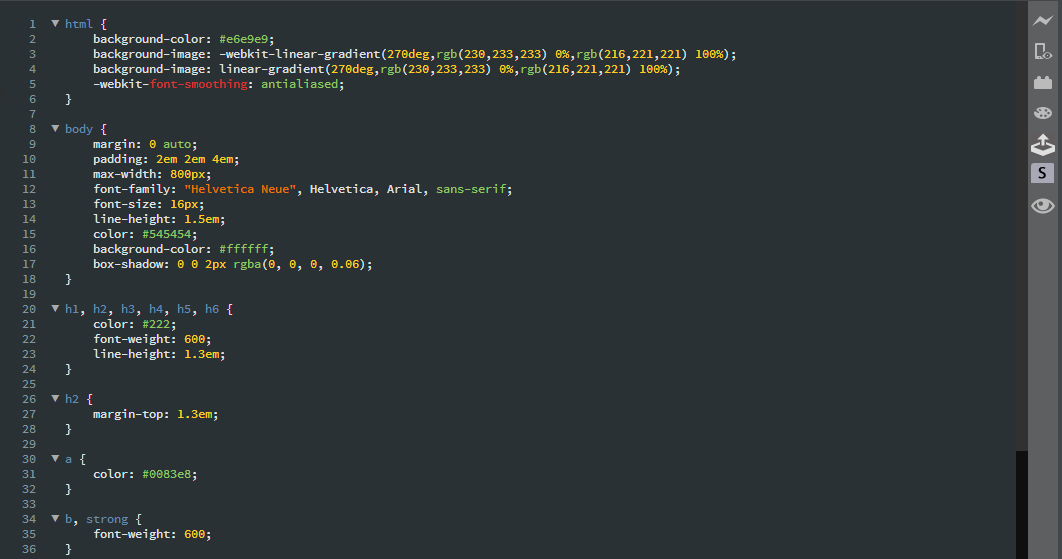 1 ▼ html {
2     background-color: #e6e9e9;
3     background-image: -webkit-linear-gradient(270deg,rgb(230,233,233) 0%,rgb(216,221,221) 100%);
4     background-image: linear-gradient(270deg,rgb(230,233,233) 0%,rgb(216,221,221) 100%);
5     -webkit-font-smoothing: antialiased;
6 }
7
8 ▼ body {
9     margin: 0 auto;
10     padding: 2em 2em 4em;
11     max-width: 800px;
12     font-family: "Helvetica Neue", Helvetica, Arial, sans-serif;
13     font-size: 16px;
14     line-height: 1.5em;
15     color: #545454;
16     background-color: #ffffff;
17     box-shadow: 0 0 2px rgba(0, 0, 0, 0.06);
18 }
19
20 ▼ h1, h2, h3, h4, h5, h6 {
21     color: #222;
22     font-weight: 600;
23     line-height: 1.3em;
24 }
25
26 ▼ h2 {
27     margin-top: 1.3em;
28 }
29
30 ▼ a {
31     color: #0083e8;
32 }
33
34 ▼ b, strong {
35     font-weight: 600;
36 }
S